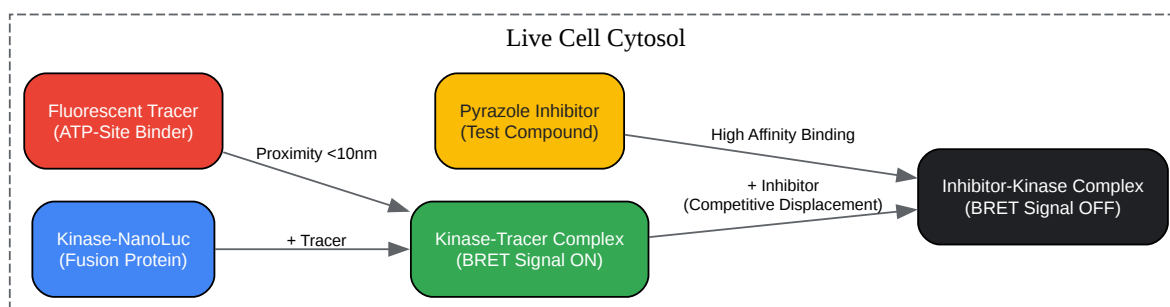 Live Cell Cytosol
Fluorescent Tracer
(ATP-Site Binder)
Pyrazole Inhibitor
(Test Compound)
Proximity <10nm
High Affinity Binding
+ Inhibitor
(Competitive Displacement)
Inhibitor-Kinase Complex
(BRET Signal OFF)
Kinase-NanoLuc
(Fusion Protein)
+ Tracer
Kinase-Tracer Complex
(BRET Signal ON)